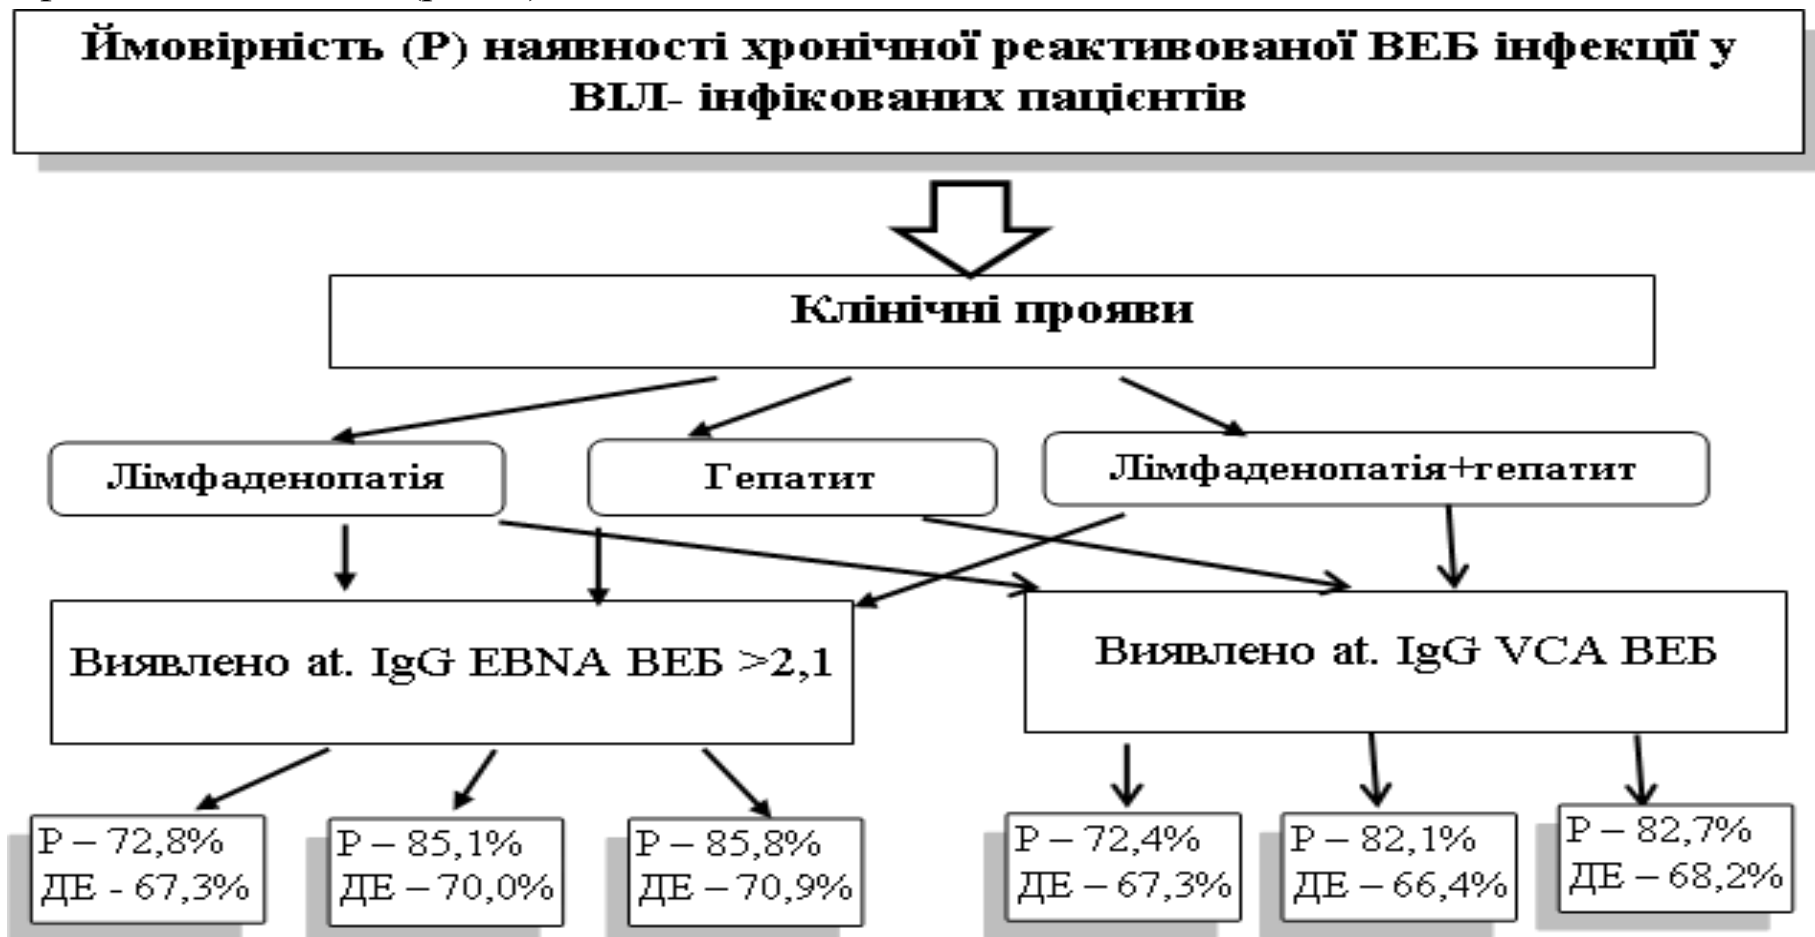 Ймовірність (Р) наявності хронічної реактивованої ВЕБ інфекції у
ВІЛ- інфікованих пацієнтів
Клінічні прояви
Лімфаденопатія
Гепатит
Лімфаденопатія+гепатит
Виявлено at. IgG EBNA ВЕБ >2,1
Виявлено at. IgG VCA ВЕБ
Р – 72,8%
ДЕ - 67,3%
Р – 85,1%
ДЕ – 70,0%
Р – 85,8%
ДЕ – 70,9%
Р – 72,4%
ДЕ – 67,3%
Р – 82,1%
ДЕ – 66,4%
Р – 82,7%
ДЕ – 68,2%